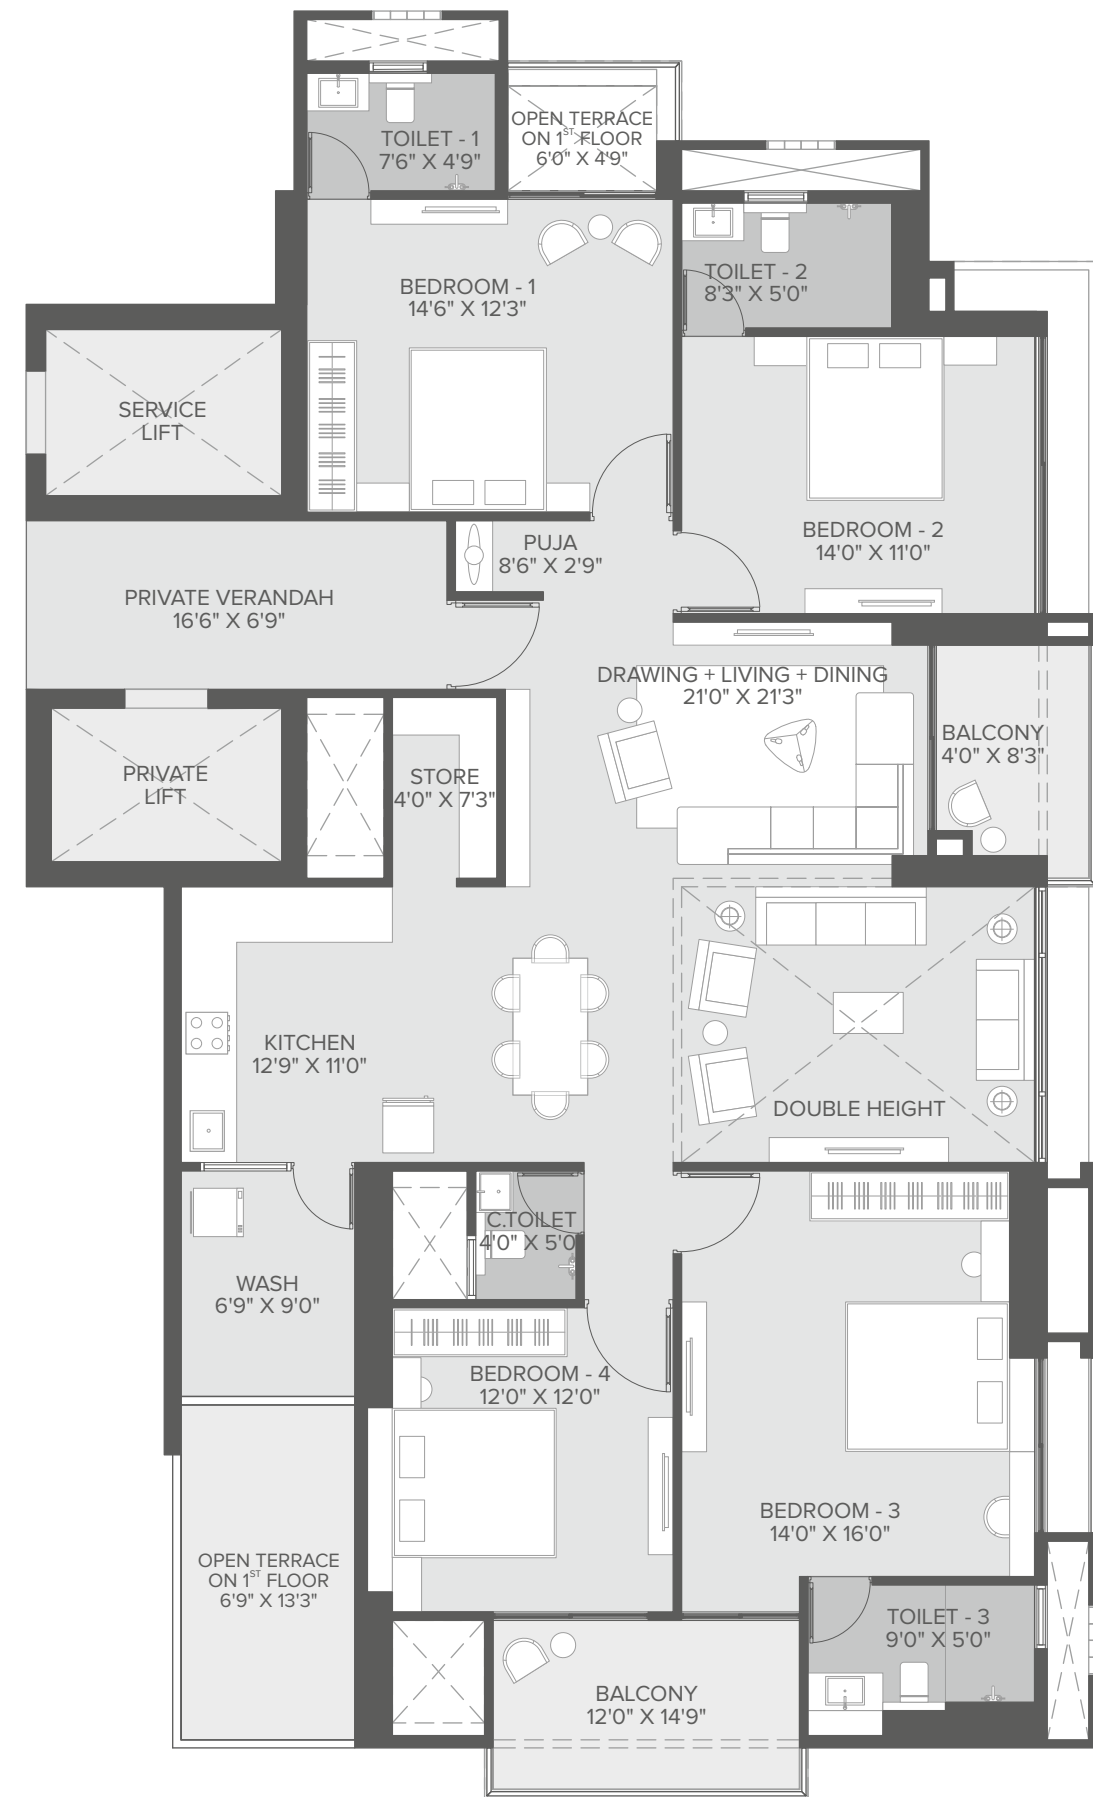 TOILET - 1
7'6" X 4'9"
OPEN TERRACE
ON 1ST FLOOR
6'0" X 4'9"
TOILET - 2
8'3" X 5'0"
BEDROOM - 1
14'6" X 12'3"
SERVICE
LIFT
BEDROOM - 2
14'0" X 11'0"
PUJA
8'6" X 2'9"
PRIVATE VERANDAH
16'6" X 6'9"
DRAWING + LIVING + DINING
21'0" X 21'3"
BALCONY
4'0" X 8'3"
PRIVATE
LIFT
STORE
4'0" X 7'3"
KITCHEN
12'9" X 11'0"
DOUBLE HEIGHT
C.TOILET
4'0" X 5'0
WASH
6'9" X 9'0"
BEDROOM - 4
12'0" X 12'0"
BEDROOM - 3
14'0" X 16'0"
OPEN TERRACE
ON 1ST FLOOR
6'9" X 13'3"
TOILET - 3
9'0" X 5'0"
BALCONY
12'0" X 14'9"